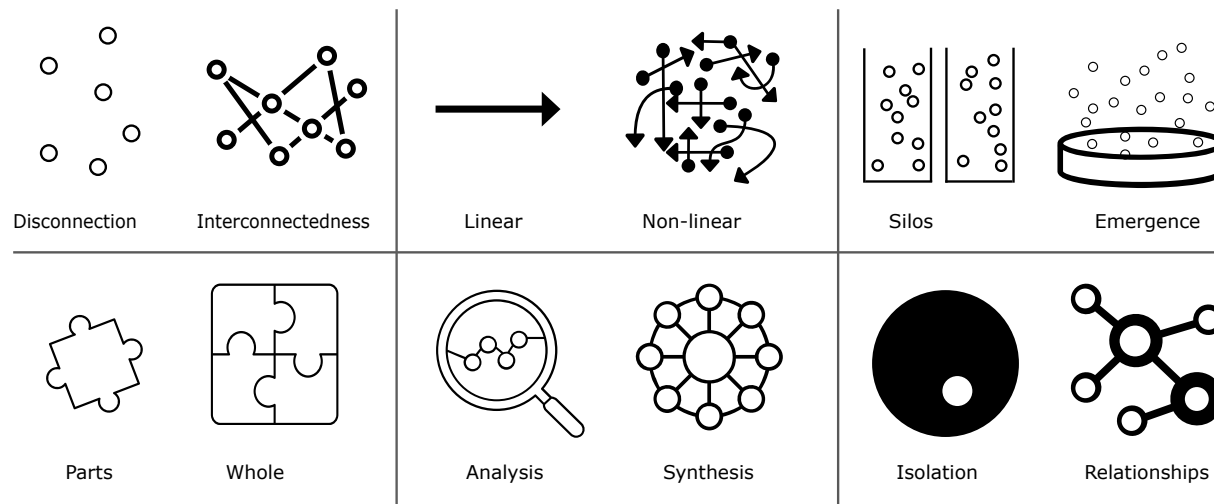 Disconnection
Interconnectedness
Linear
Non-linear
Silos
Emergence
Parts
Whole
Analysis
Synthesis
Isolation
Relationships